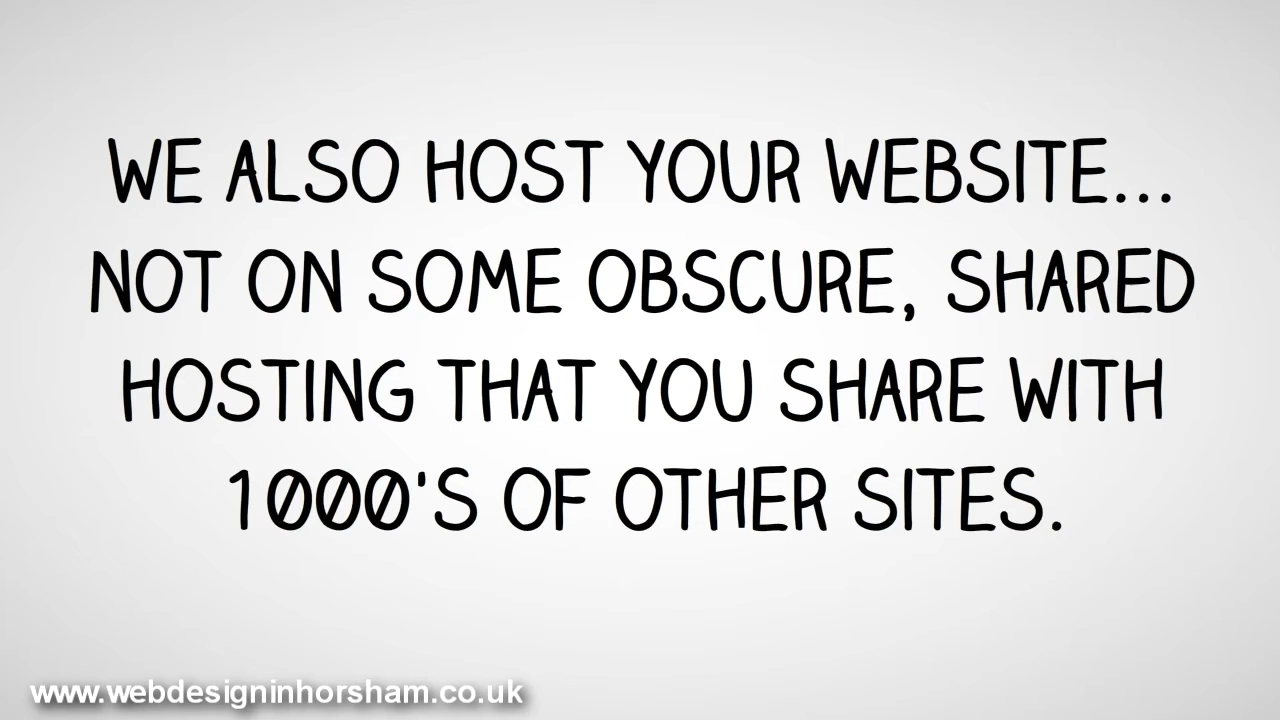 WE ALSO HOST YOUR WEBSITE...
NOT ON SOME OBSCURE, SHARED
HOSTING THAT YOU SHARE WITH
1000'S OF OTHER SITES.
www.webdesigninhorsham.co.uk